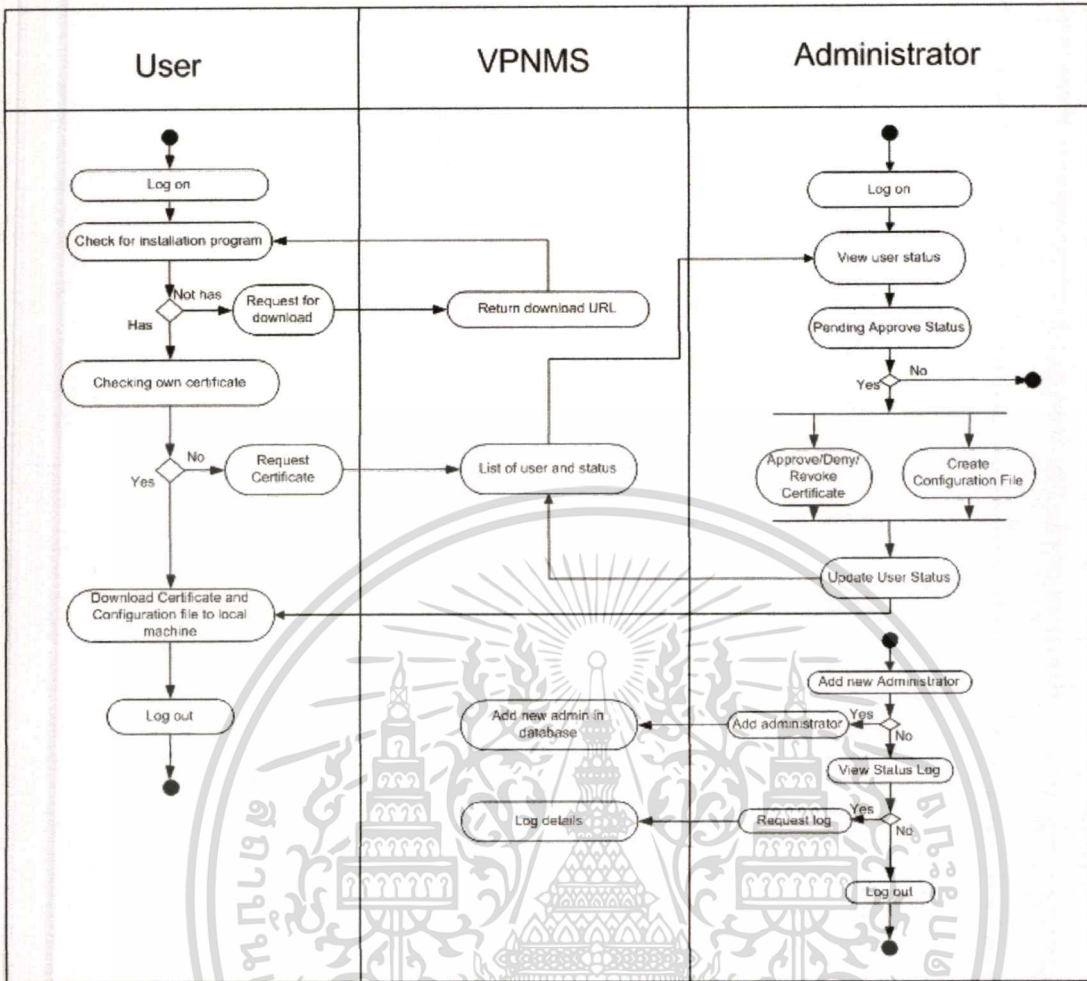 User
VPNMS
Administrator
Log on
Check for installation program
Not has
Has
Request for
download
Return download URL
Checking own certificate
No
Yes
Request
Certificate
List of user and status
Download Certificate and
Configuration file to local
machine
Log out
Log on
View user status
Pending Approve Status
No
Yes
Approve/Deny/
Revoke
Certificate
Create
Configuration File
Update User Status
Add new Administrator
Yes
No
Add administrator
Add new admin in
database
View Status Log
Yes
No
Request log
Log details
Log out